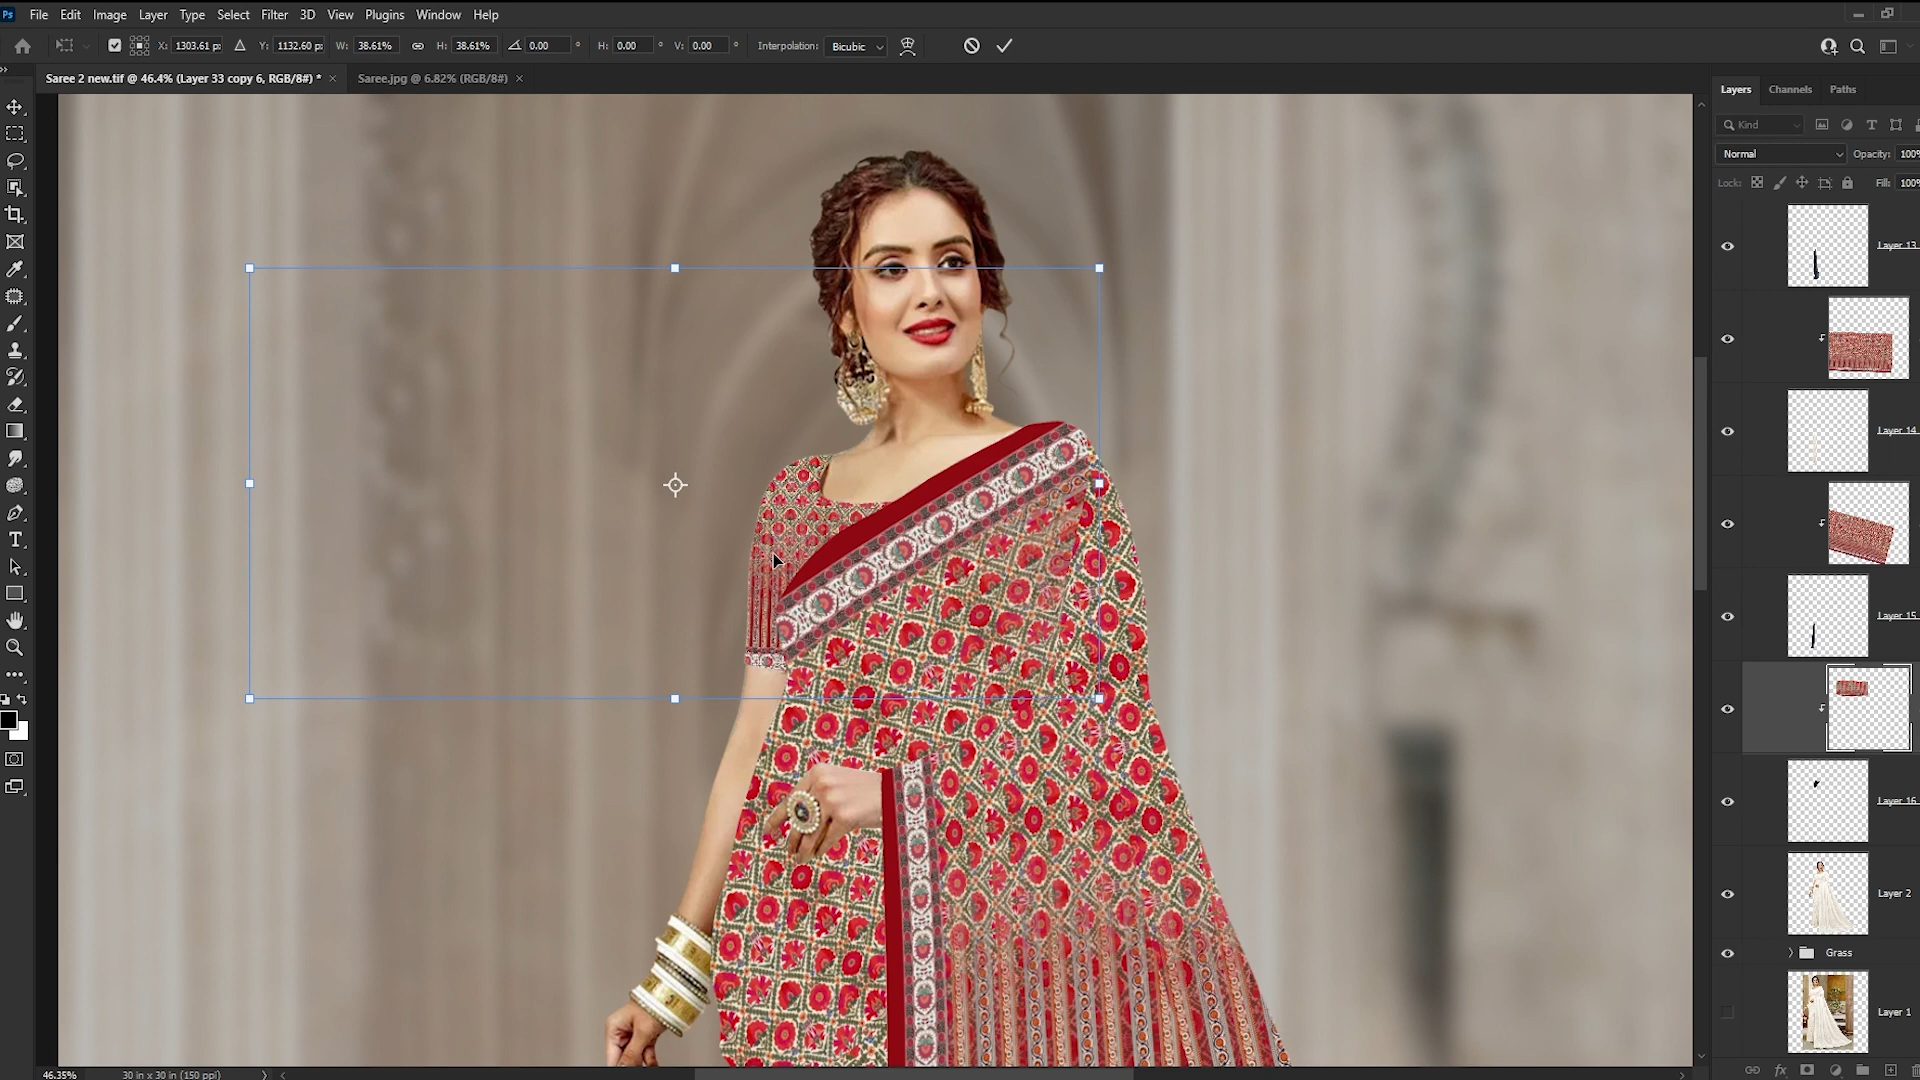 Ps File Edit Image Layer Type Select Filter 3D View Plugins Window Help
X: 1303.61 p Y: 1132.60 p W: 38.61% H: 38.61% 0.00 ° H: 0.00 ° V: 0.00 ° Interpolation: Bicubic
Saree 2 new.tif @ 46.4% (Layer 33 copy 6, RGB/8#) * × Saree.jpg @ 6.82% (RGB/8#) ×
Layers Channels Paths
Kind
Normal Opacity: 100%
Lock: Fill: 100%
Layer 13
Layer 14
Layer 15
Layer 16
Layer 2
Grass
Layer 1
46.35% 30 in x 30 in (150 ppi)